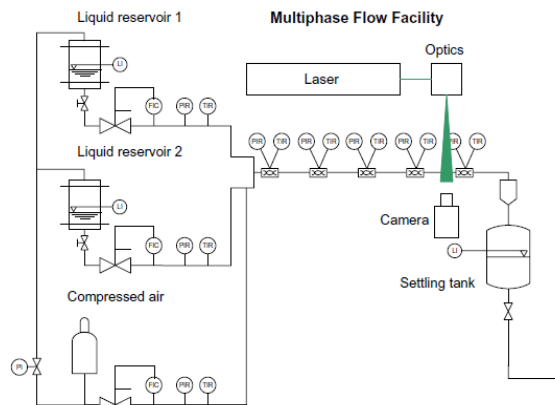 Liquid reservoir 1
Multiphase Flow Facility
Optics
Laser
LI
FIC
PIR
TIR
PIR
TIR
PIR
TIR
PIR
TIR
PIR
TIR
PIR
TIR
Liquid reservoir 2
LI
Camera
FIC
PIR
TIR
LI
Settling tank
Compressed air
PI
FIC
PIR
TIR